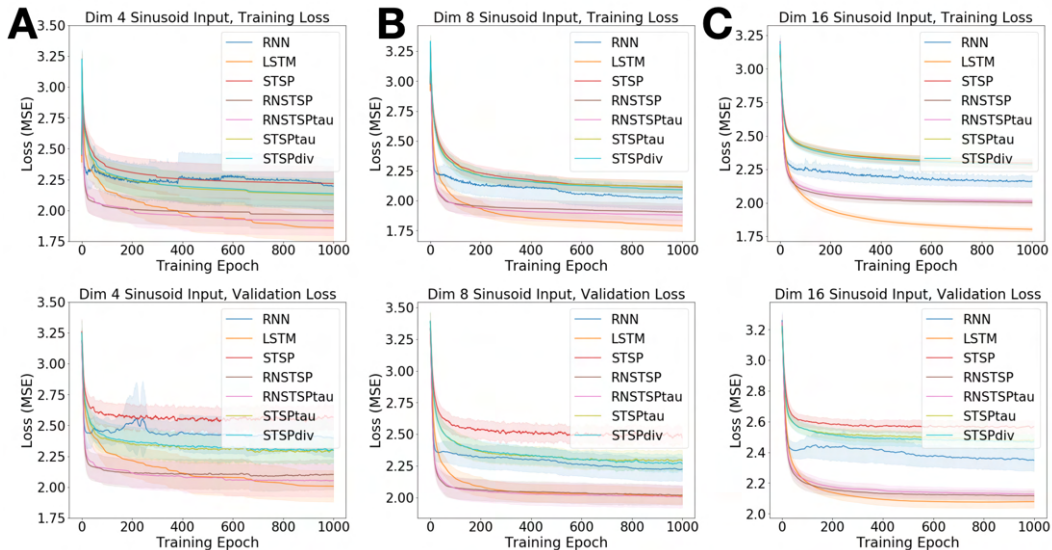 A
Dim 4 Sinusoid Input, Training Loss
3.50
3.25
3.00
2.75
2.50
2.25
2.00
1.75
Loss (MSE)
RNN
LSTM
STSP
RNSTSP
RNSTSPtau
STSPtau
STSPdiv
0 200 400 600 800 1000
Training Epoch
B
Dim 8 Sinusoid Input, Training Loss
3.25
3.00
2.75
2.50
2.25
2.00
1.75
Loss (MSE)
RNN
LSTM
STSP
RNSTSP
RNSTSPtau
STSPtau
STSPdiv
0 200 400 600 800 1000
Training Epoch
C
Dim 16 Sinusoid Input, Training Loss
3.25
3.00
2.75
2.50
2.25
2.00
1.75
Loss (MSE)
RNN
LSTM
STSP
RNSTSP
RNSTSPtau
STSPtau
STSPdiv
0 200 400 600 800 1000
Training Epoch
Dim 4 Sinusoid Input, Validation Loss
3.50
3.25
3.00
2.75
2.50
2.25
2.00
1.75
Loss (MSE)
RNN
LSTM
STSP
RNSTSP
RNSTSPtau
STSPtau
STSPdiv
0 200 400 600 800 1000
Training Epoch
Dim 8 Sinusoid Input, Validation Loss
3.50
3.25
3.00
2.75
2.50
2.25
2.00
Loss (MSE)
RNN
LSTM
STSP
RNSTSP
RNSTSPtau
STSPtau
STSPdiv
0 200 400 600 800 1000
Training Epoch
Dim 16 Sinusoid Input, Validation Loss
3.2
3.0
2.8
2.6
2.4
2.2
2.0
Loss (MSE)
RNN
LSTM
STSP
RNSTSP
RNSTSPtau
STSPtau
STSPdiv
0 200 400 600 800 1000
Training Epoch